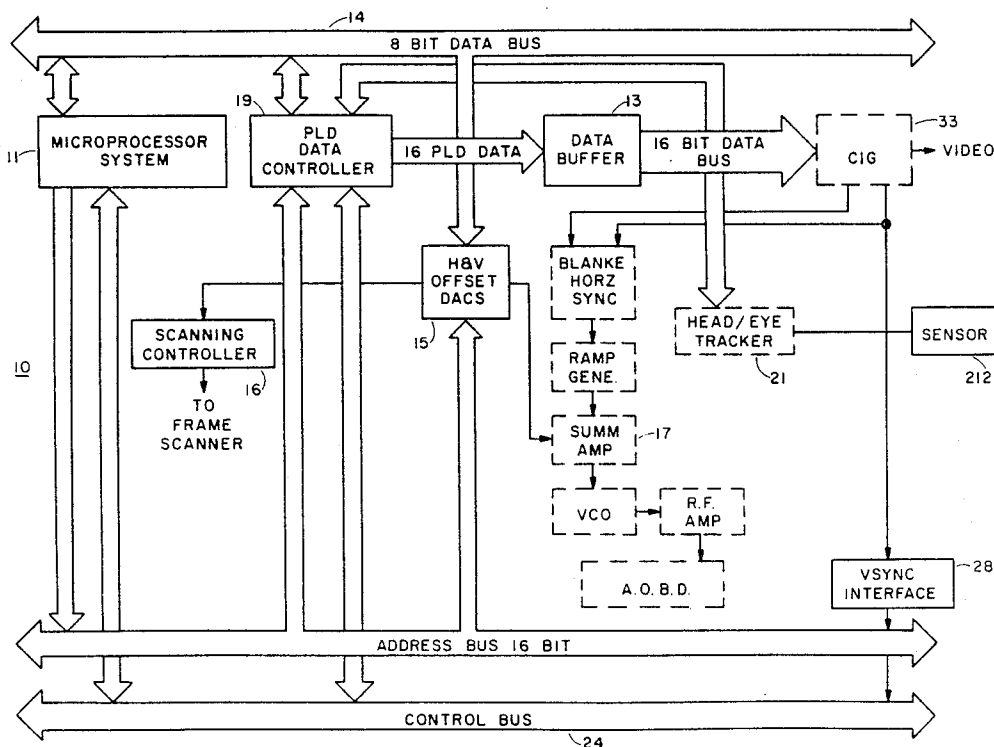 14
8 BIT DATA BUS
19
13
33
11
MICROPROCESSOR
SYSTEM
PLD
DATA
CONTROLLER
16 PLD DATA
DATA
BUFFER
16 BIT DATA
BUS
CIG
VIDEO
H&V
OFFSET
DACS
15
BLANKE
HORZ
SYNC
HEAD/EYE
TRACKER
21
SENSOR
212
SCANNING
CONTROLLER
16
10
TO
FRAME
SCANNER
RAMP
GENE.
SUMM
AMP
17
VCO
R.F.
AMP
A.O.B.D.
VSYNC
INTERFACE
28
ADDRESS BUS 16 BIT
CONTROL BUS
24